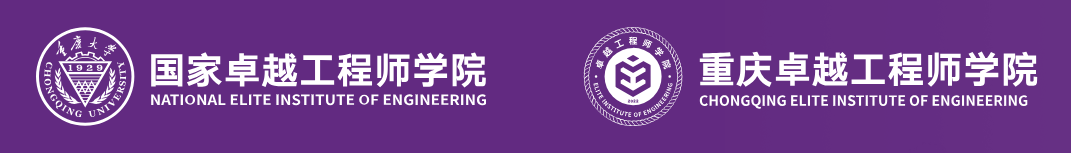 重庆大学
1929
CHONGQING UNIVERSITY
国家卓越工程师学院
NATIONAL ELITE INSTITUTE OF ENGINEERING
卓越工程师学院
ELITE INSTITUTE OF ENGINEERING
2022
重庆卓越工程师学院
CHONGQING ELITE INSTITUTE OF ENGINEERING